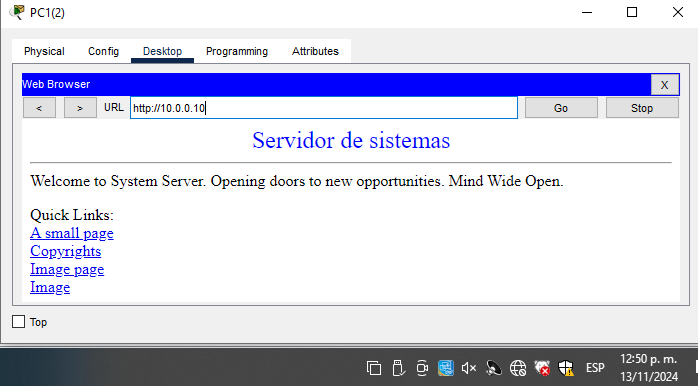 PC1(2)
Physical Config Desktop Programming Attributes
Web Browser X
< > URL http://10.0.0.10 Go Stop
Servidor de sistemas
Welcome to System Server. Opening doors to new opportunities. Mind Wide Open.
Quick Links:
A small page
Copyrights
Image page
Image
Top
ESP 12:50 p. m.
13/11/2024